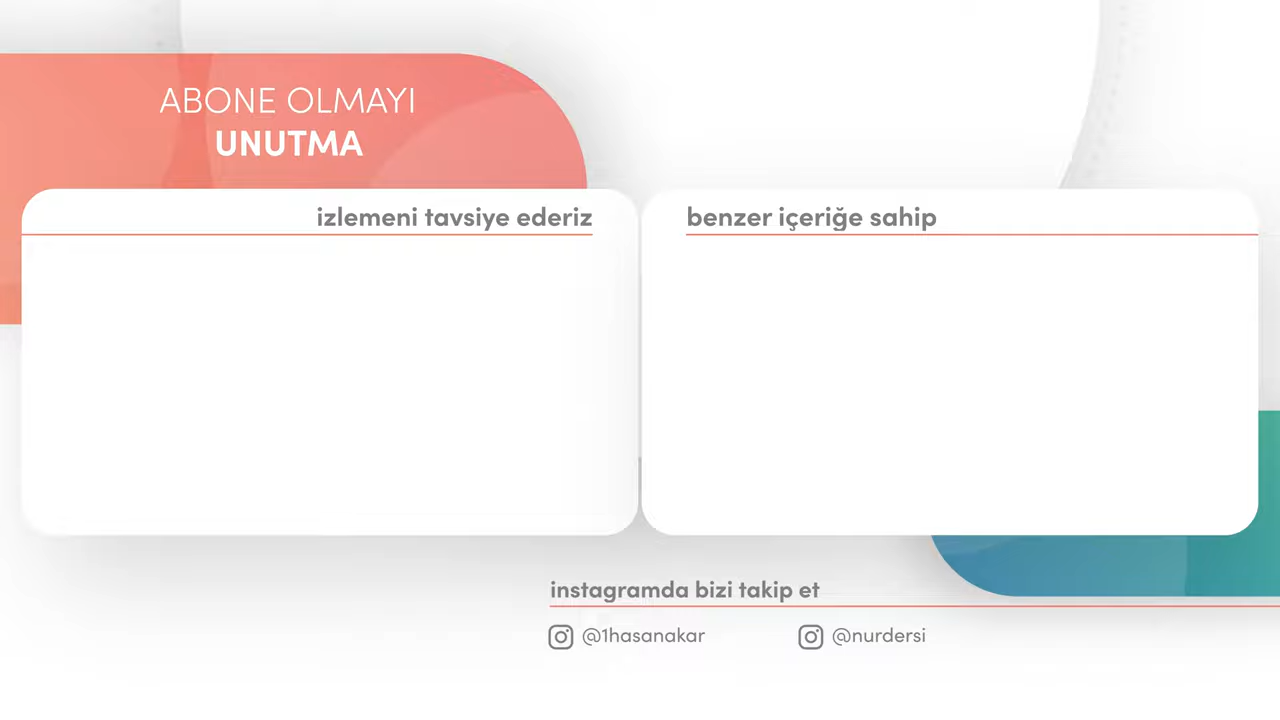 ABONE OLMAYI
UNUTMA
izlemeni tavsiye ederiz
benzer içeriğe sahip
instagramda bizi takip et
@1hasanakar
@nurdersi